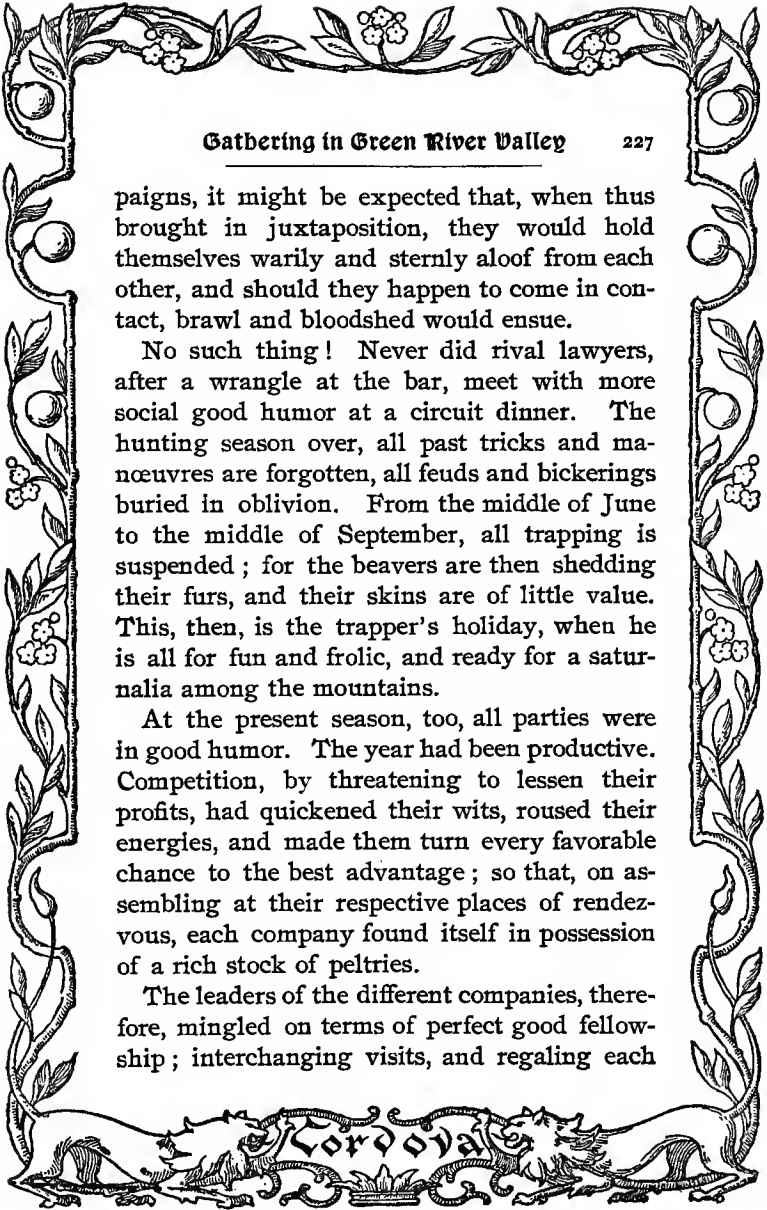 Gathering in Green River Valley 227
paigns, it might be expected that, when thus
brought in juxtaposition, they would hold
themselves warily and sternly aloof from each
other, and should they happen to come in con-
tact, brawl and bloodshed would ensue.
No such thing! Never did rival lawyers,
after a wrangle at the bar, meet with more
social good humor at a circuit dinner. The
hunting season over, all past tricks and ma-
nœuvres are forgotten, all feuds and bickerings
buried in oblivion. From the middle of June
to the middle of September, all trapping is
suspended; for the beavers are then shedding
their furs, and their skins are of little value.
This, then, is the trapper's holiday, when he
is all for fun and frolic, and ready for a satur-
nalia among the mountains.
At the present season, too, all parties were
in good humor. The year had been productive.
Competition, by threatening to lessen their
profits, had quickened their wits, roused their
energies, and made them turn every favorable
chance to the best advantage; so that, on as-
sembling at their respective places of rendez-
vous, each company found itself in possession
of a rich stock of peltries.
The leaders of the different companies, there-
fore, mingled on terms of perfect good fellow-
ship; interchanging visits, and regaling each
Cordova